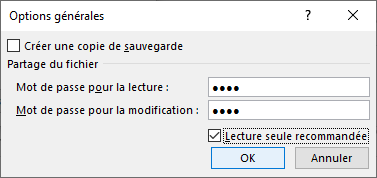 Options générales
? ×
Créer une copie de sauvegarde
Partage du fichier
Mot de passe pour la lecture : ••••
Mot de passe pour la modification : ••••
Lecture seule recommandée
OK Annuler